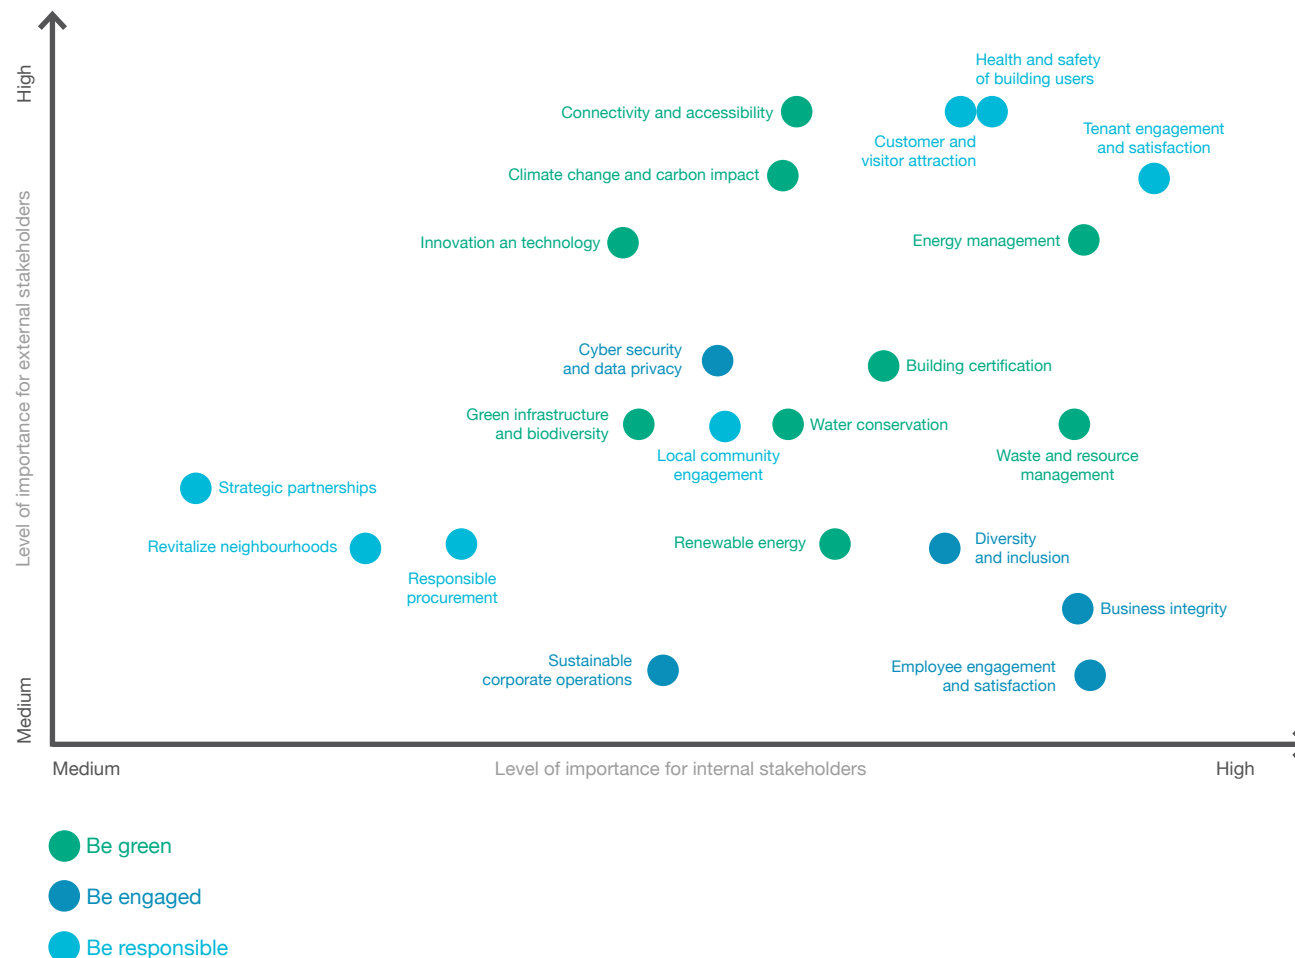 High
Level of importance for external stakeholders
Medium
Health and safety
of building users
Connectivity and accessibility
Customer and
visitor attraction
Tenant engagement
and satisfaction
Climate change and carbon impact
Innovation an technology
Energy management
Cyber security
and data privacy
Building certification
Green infrastructure
and biodiversity
Local community
engagement
Water conservation
Waste and resource
management
Strategic partnerships
Revitalize neighbourhoods
Responsible
procurement
Renewable energy
Diversity
and inclusion
Business integrity
Sustainable
corporate operations
Employee engagement
and satisfaction
Medium
Level of importance for internal stakeholders
High
Be green
Be engaged
Be responsible